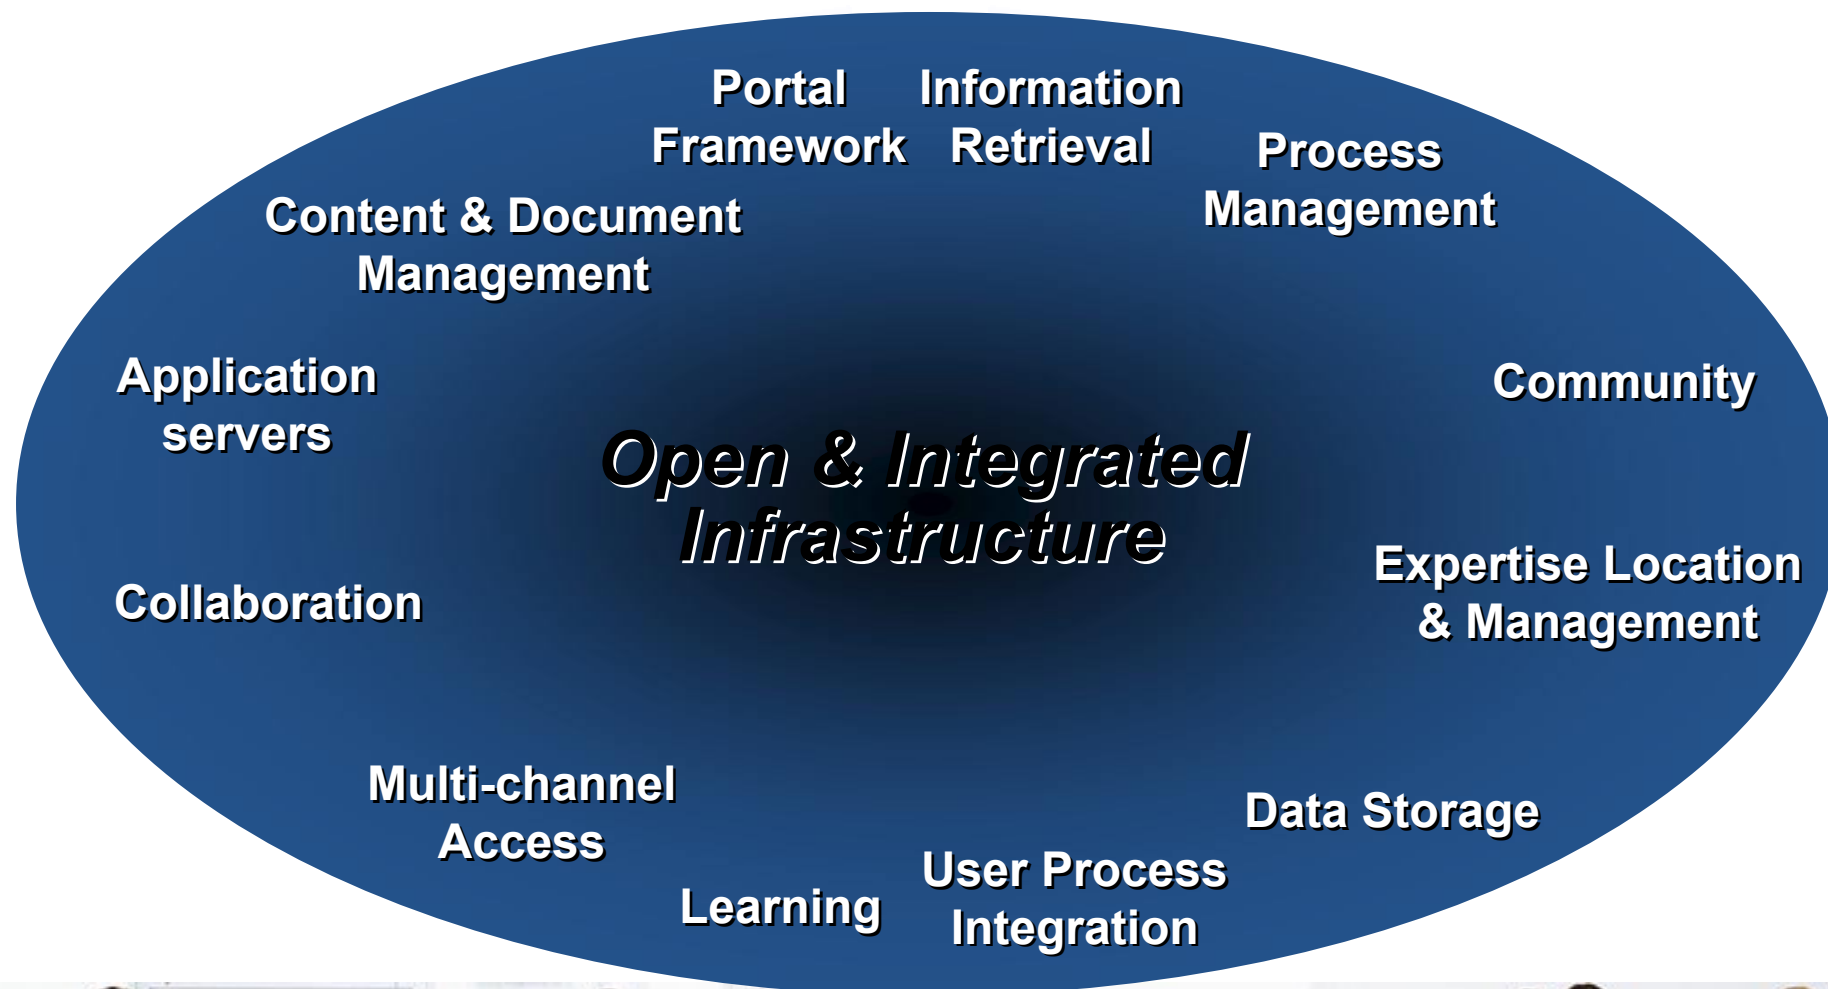 Portal
Framework
Information
Retrieval
Process
Management
Content & Document
Management
Application
servers
Community
Open & Integrated
Infrastructure
Expertise Location
& Management
Collaboration
Multi-channel
Access
Data Storage
Learning
User Process
Integration